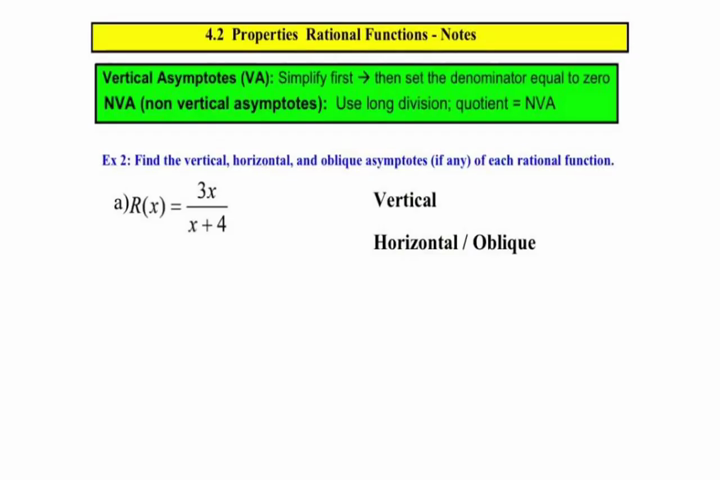 4.2 Properties Rational Functions - Notes
Vertical Asymptotes (VA): Simplify first → then set the denominator equal to zero
NVA (non vertical asymptotes): Use long division; quotient = NVA
Ex 2: Find the vertical, horizontal, and oblique asymptotes (if any) of each rational function.
a) R(x) = 3x / x + 4
Vertical
Horizontal / Oblique